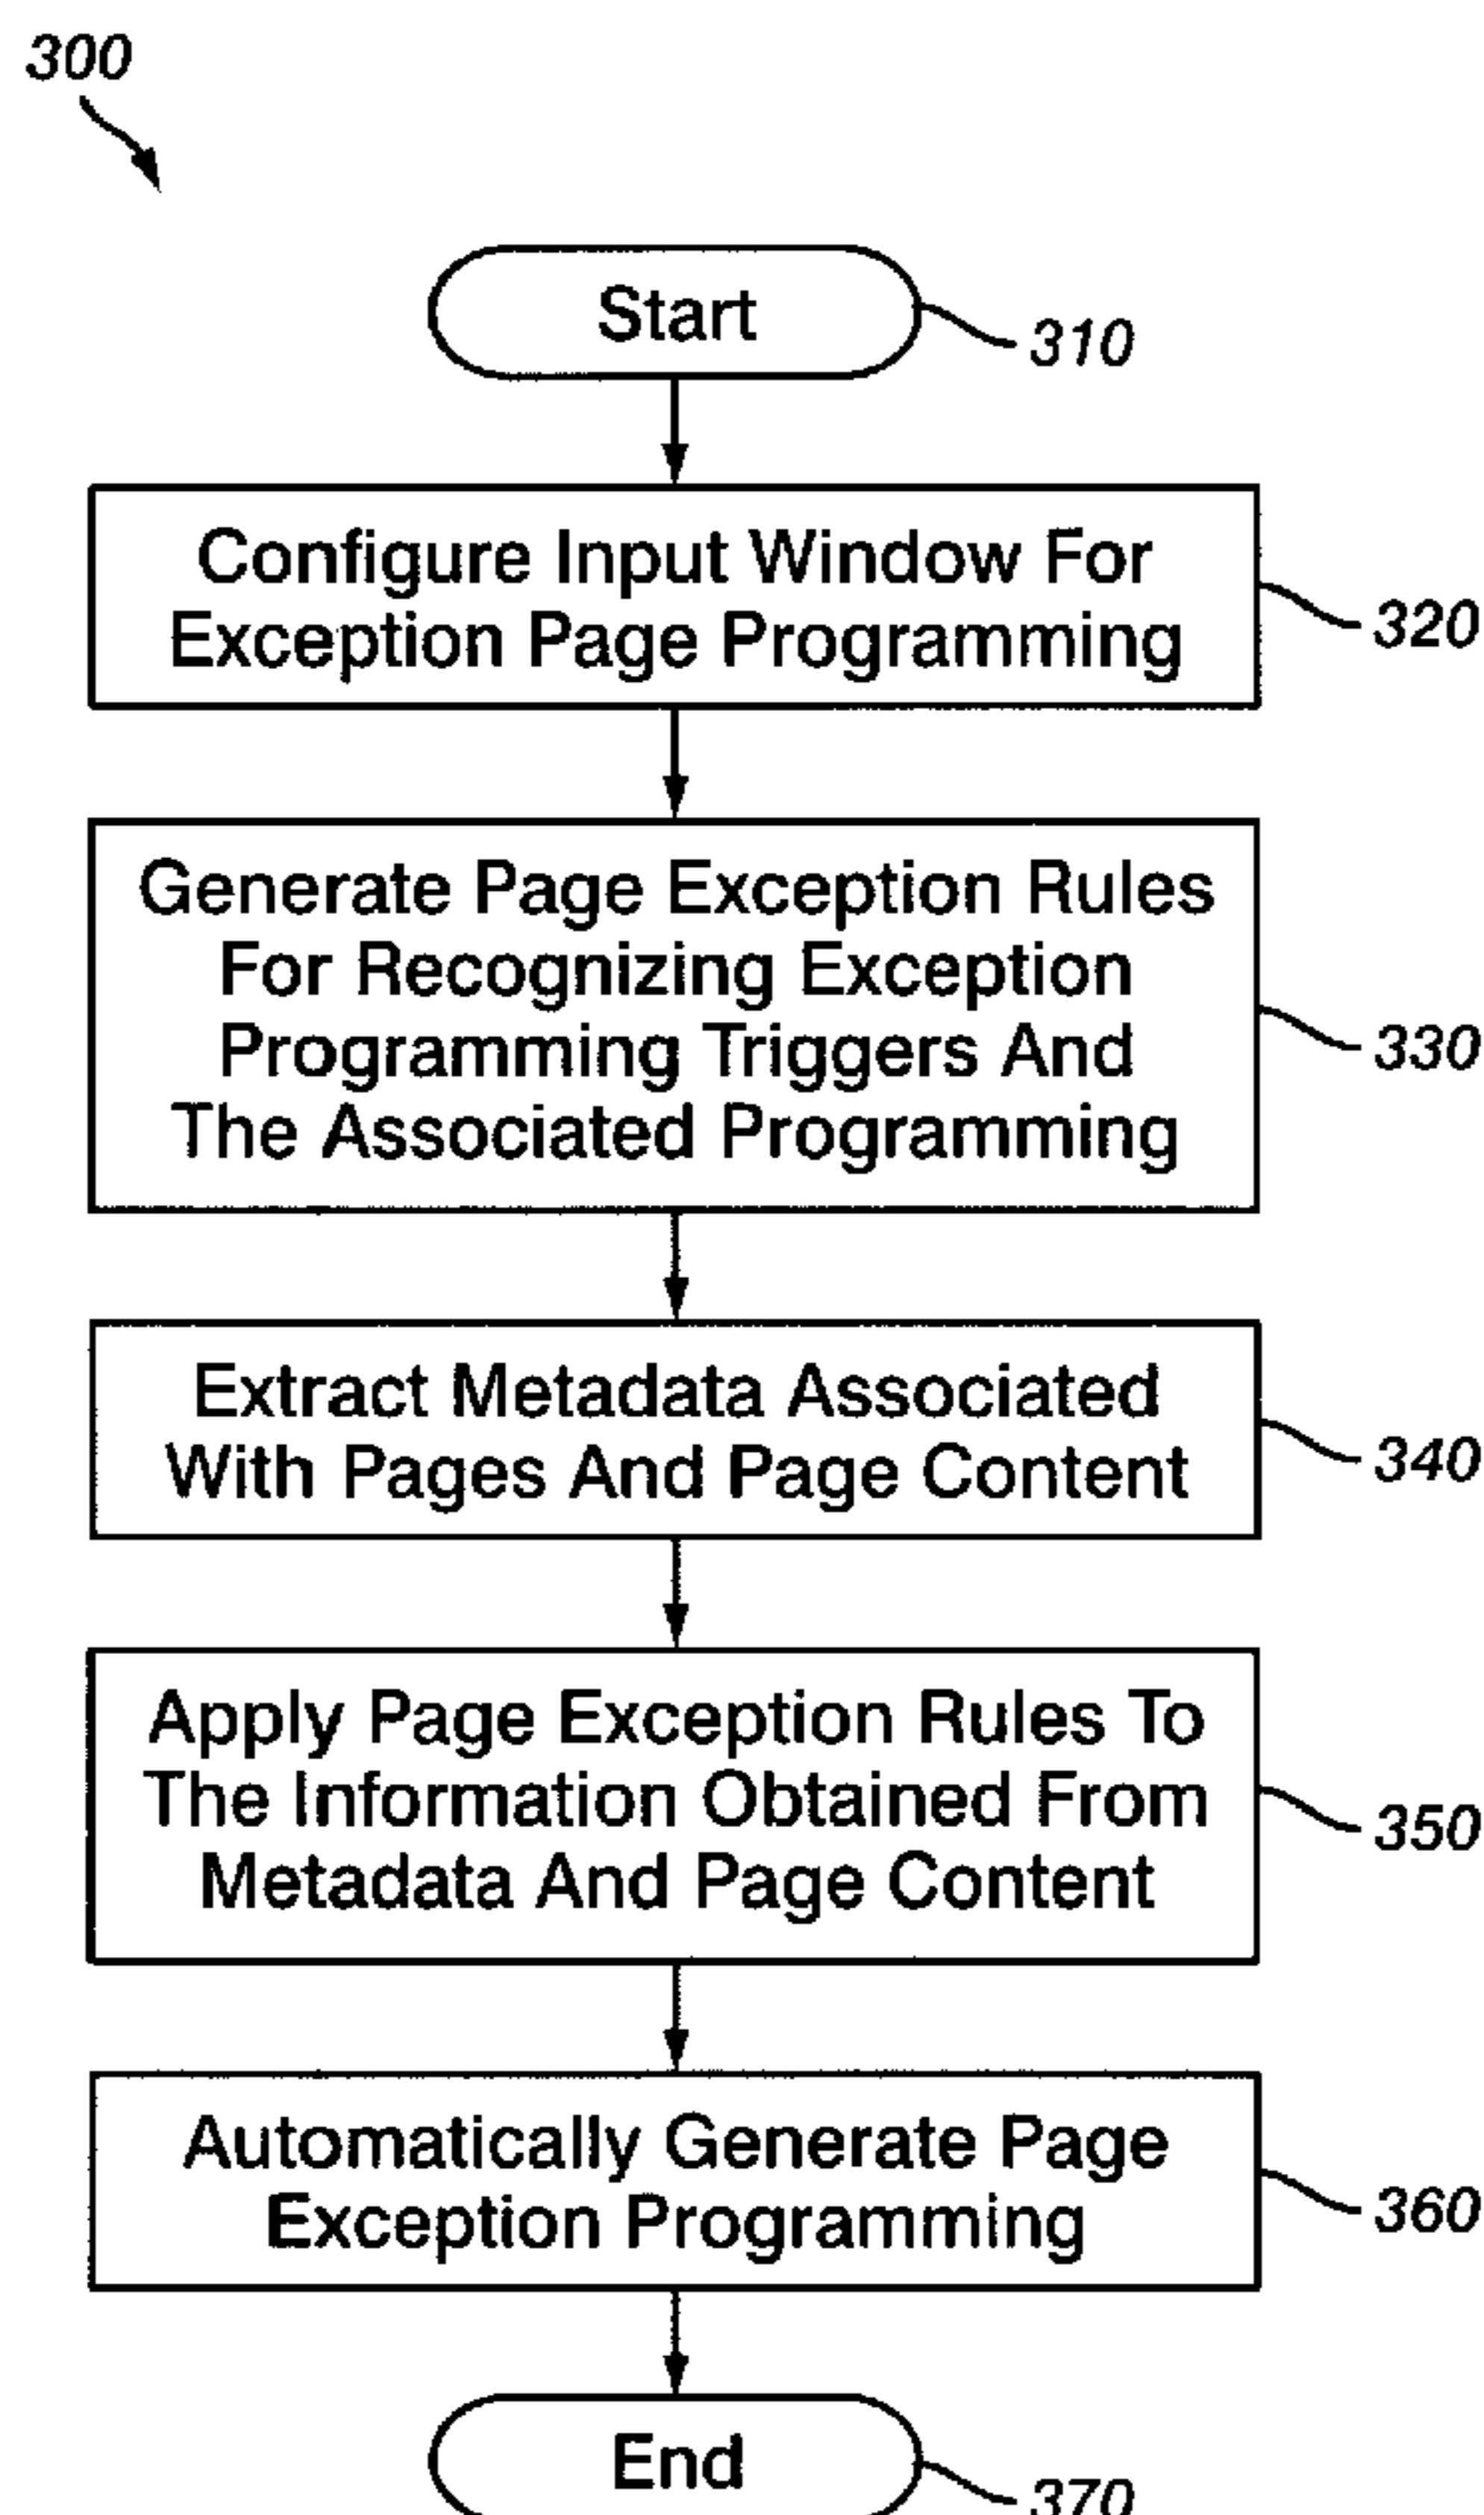 300
Start
310
Configure Input Window For
Exception Page Programming
320
Generate Page Exception Rules
For Recognizing Exception
Programming Triggers And
The Associated Programming
330
Extract Metadata Associated
With Pages And Page Content
340
Apply Page Exception Rules To
The Information Obtained From
Metadata And Page Content
350
Automatically Generate Page
Exception Programming
360
End
370